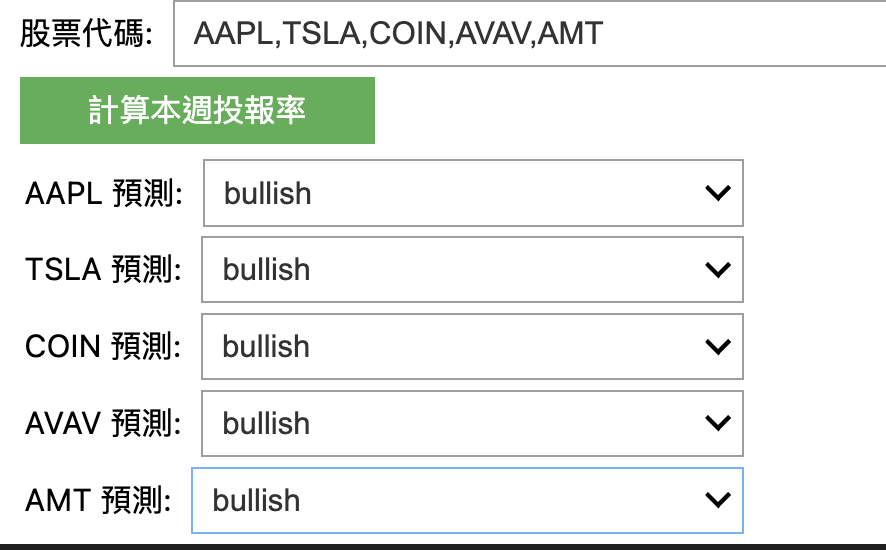 股票代碼: AAPL,TSLA,COIN,AVAV,AMT
計算本週投報率
AAPL 預測: bullish
TSLA 預測: bullish
COIN 預測: bullish
AVAV 預測: bullish
AMT 預測: bullish